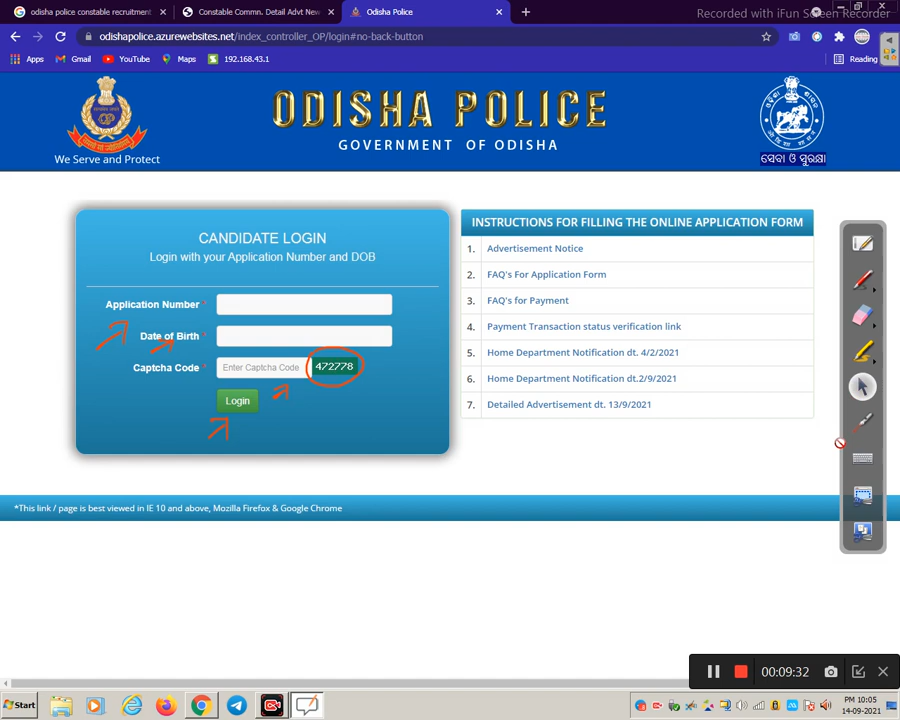 odisha police constable recruitment
Constable Commn. Detail Advt New
Odisha Police
Recorded with iFun Screen Recorder
odishapolice.azurewebsites.net/index_controller_OP/login#no-back-button
Apps
Gmail
YouTube
Maps
192.168.43.1
Reading
ODISHA POLICE
GOVERNMENT OF ODISHA
We Serve and Protect
ସେବା ଓ ସୁରକ୍ଷା
CANDIDATE LOGIN
Login with your Application Number and DOB
Application Number *
Date of Birth *
Captcha Code *
Enter Captcha Code
472778
Login
INSTRUCTIONS FOR FILLING THE ONLINE APPLICATION FORM
1. Advertisement Notice
2. FAQ's For Application Form
3. FAQ's for Payment
4. Payment Transaction status verification link
5. Home Department Notification dt. 4/2/2021
6. Home Department Notification dt.2/9/2021
7. Detailed Advertisement dt. 13/9/2021
*This link / page is best viewed in IE 10 and above, Mozilla Firefox & Google Chrome
00:09:32
Start
PM 10:05
14-09-2021